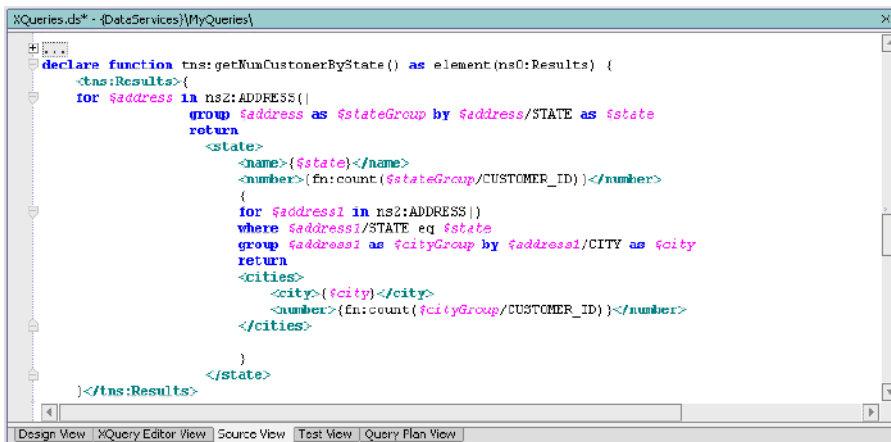 XQueries.ds* - {DataServices}\MyQueries\
...
declare function tns:getNumCustomerByState() as element(ns0:Results) {
<tns:Results>{
for $address in ns2:ADDRESS()
group $address as $stateGroup by $address/STATE as $state
return
<state>
<name>{$state}</name>
<number>{fn:count($stateGroup/CUSTOMER_ID)}</number>
{
for $address1 in ns2:ADDRESS()
where $address1/STATE eq $state
group $address1 as $cityGroup by $address1/CITY as $city
return
<cities>
<city>{$city}</city>
<number>{fn:count($cityGroup/CUSTOMER_ID)}</number>
</cities>
}
</state>
}</tns:Results>
Design View XQuery Editor View Source View Test View Query Plan View